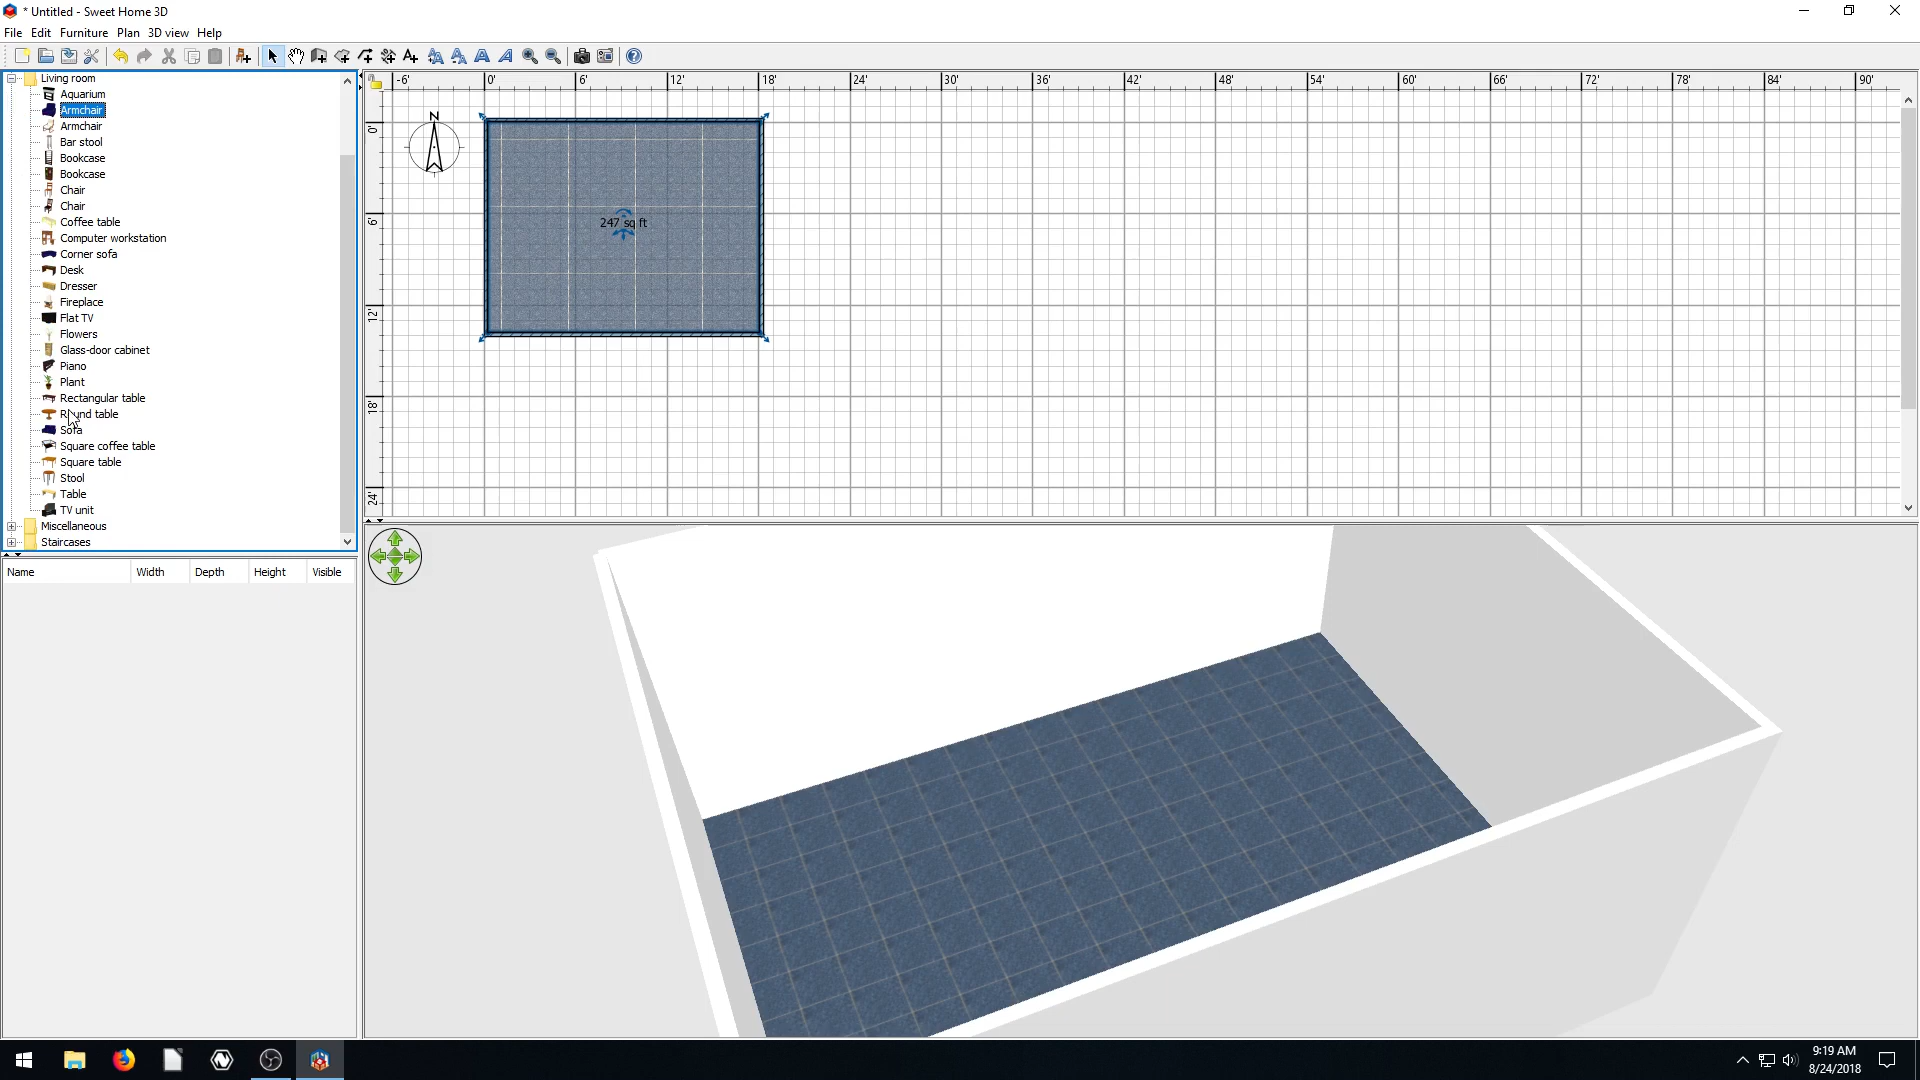 * Untitled - Sweet Home 3D
File Edit Furniture Plan 3D view Help
-6' 0' 6' 12' 18' 24' 30' 36' 42' 48' 54' 60' 66' 72' 78' 84' 90'
Living room
Aquarium
Armchair
Armchair
Bar stool
Bookcase
Bookcase
Chair
Chair
Coffee table
Computer workstation
Corner sofa
Desk
Dresser
Fireplace
Flat TV
Flowers
Glass-door cabinet
Piano
Plant
Rectangular table
Round table
Sofa
Square coffee table
Square table
Stool
Table
TV unit
Miscellaneous
Staircases
0'
6'
12'
18'
24'
N
247 sq ft
Name Width Depth Height Visible
9:19 AM
8/24/2018